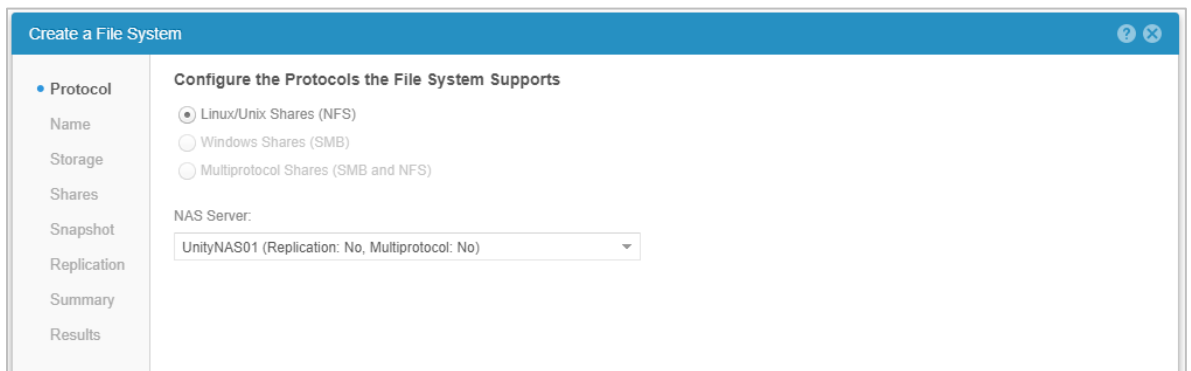 Create a File System
Protocol
Name
Storage
Shares
Snapshot
Replication
Summary
Results
Configure the Protocols the File System Supports
Linux/Unix Shares (NFS)
Windows Shares (SMB)
Multiprotocol Shares (SMB and NFS)
NAS Server:
UnityNAS01 (Replication: No, Multiprotocol: No)